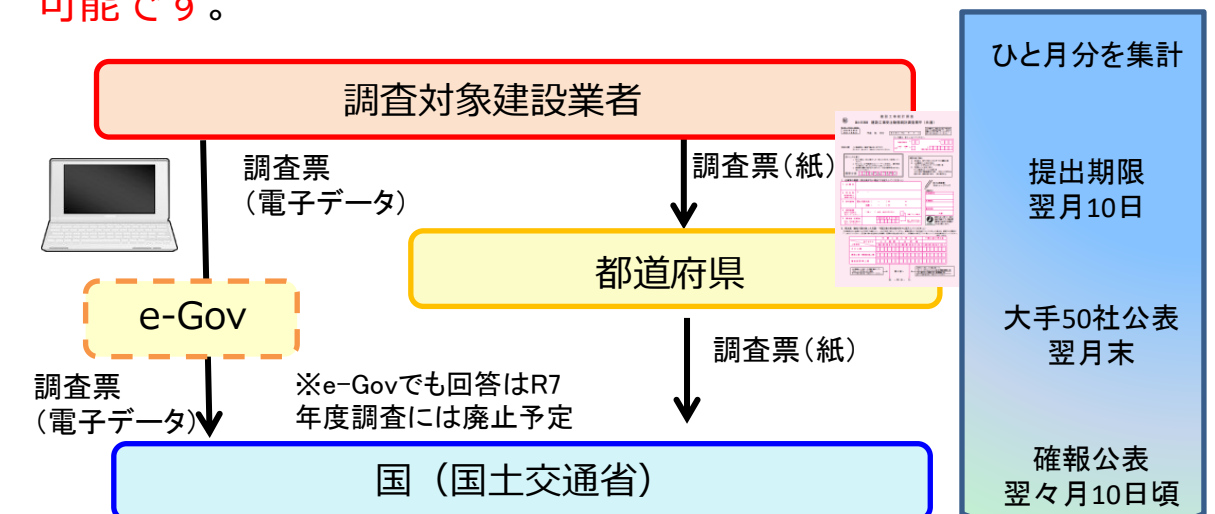 可能です。
調査対象建設業者
調査票
（電子データ）
調査票（紙）
都道府県
e-Gov
調査票（紙）
調査票
（電子データ）
※e-Govでも回答はR7
年度調査には廃止予定
国（国土交通省）
ひと月分を集計
提出期限
翌月10日
大手50社公表
翌月末
確報公表
翌々月10日頃